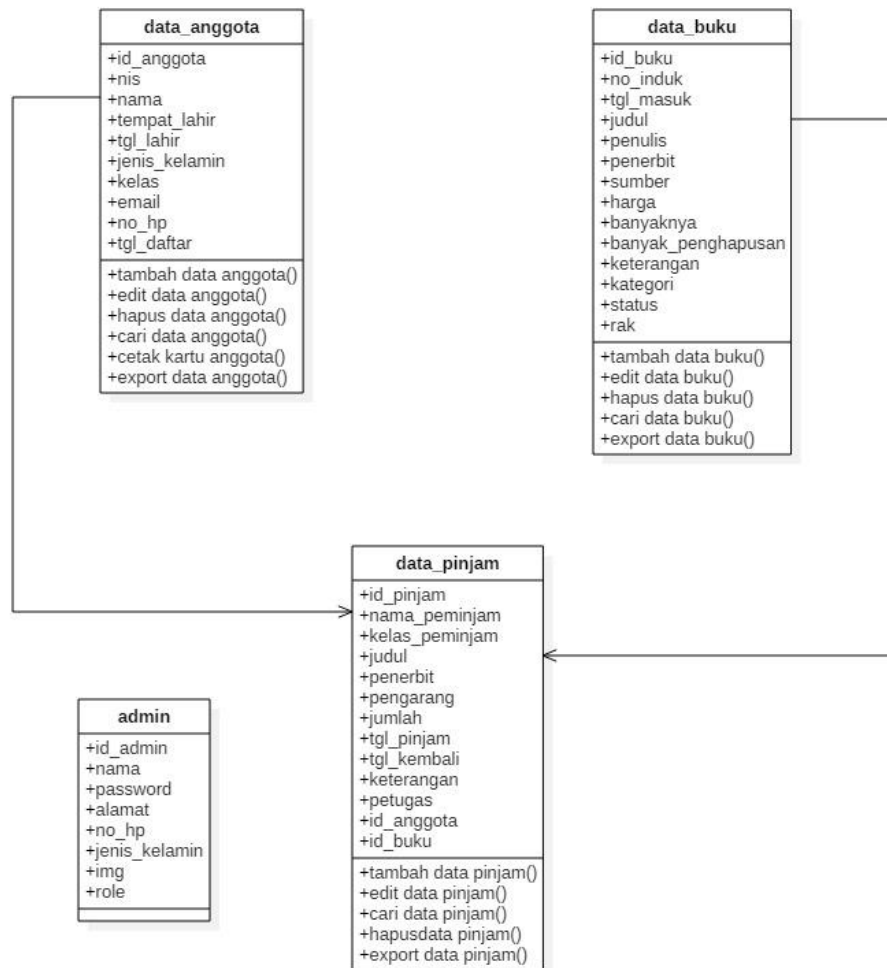 data_anggota
+id_anggota
+nis
+nama
+tempat_lahir
+tgl_lahir
+jenis_kelamin
+kelas
+email
+no_hp
+tgl_daftar
+tambah data anggota()
+edit data anggota()
+hapus data anggota()
+cari data anggota()
+cetak kartu anggota()
+export data anggota()
data_buku
+id_buku
+no_induk
+tgl_masuk
+judul
+penulis
+penerbit
+sumber
+harga
+banyaknya
+banyak_penghapusan
+keterangan
+kategori
+status
+rak
+tambah data buku()
+edit data buku()
+hapus data buku()
+cari data buku()
+export data buku()
data_pinjam
+id_pinjam
+nama_peminjam
+kelas_peminjam
+judul
+penerbit
+pengarang
+jumlah
+tgl_pinjam
+tgl_kembali
+keterangan
+petugas
+id_anggota
+id_buku
+tambah data pinjam()
+edit data pinjam()
+cari data pinjam()
+hapusdata pinjam()
+export data pinjam()
admin
+id_admin
+nama
+password
+alamat
+no_hp
+jenis_kelamin
+img
+role